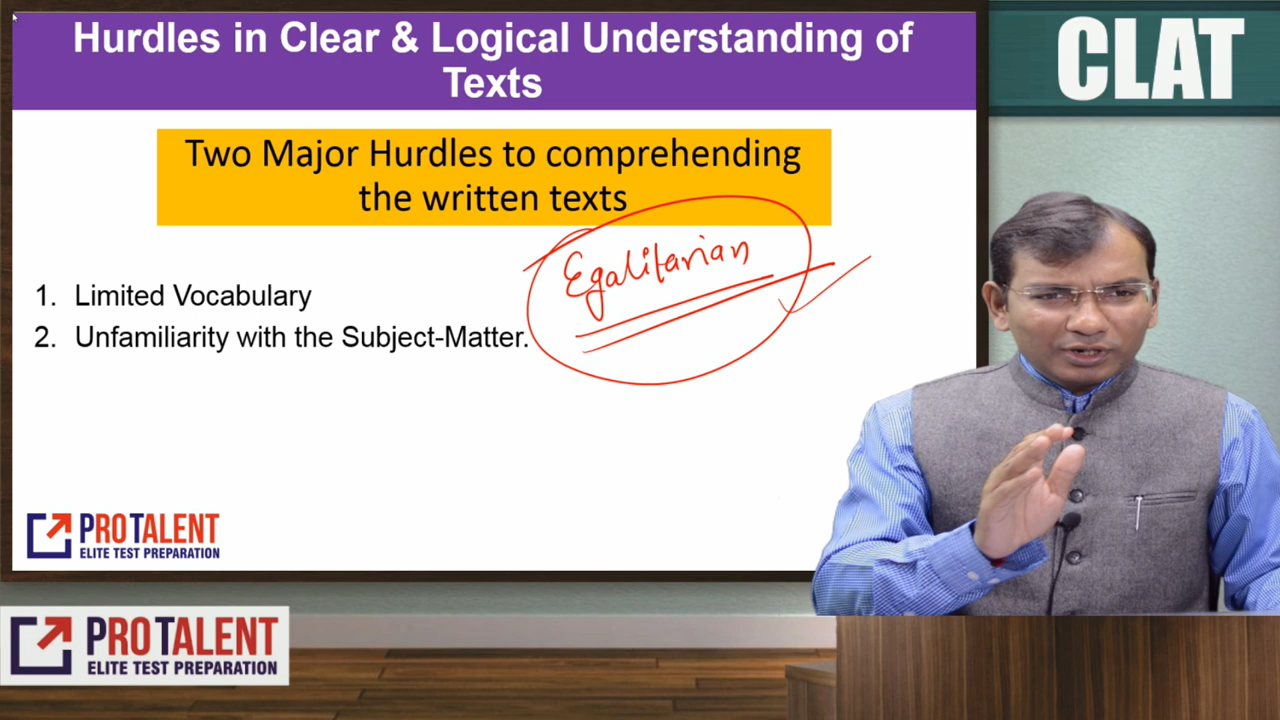 Hurdles in Clear & Logical Understanding of
Texts
CLAT
Two Major Hurdles to comprehending
the written texts
Egalitarian
1. Limited Vocabulary
2. Unfamiliarity with the Subject-Matter.
PROTALENT
ELITE TEST PREPARATION
PROTALENT
ELITE TEST PREPARATION